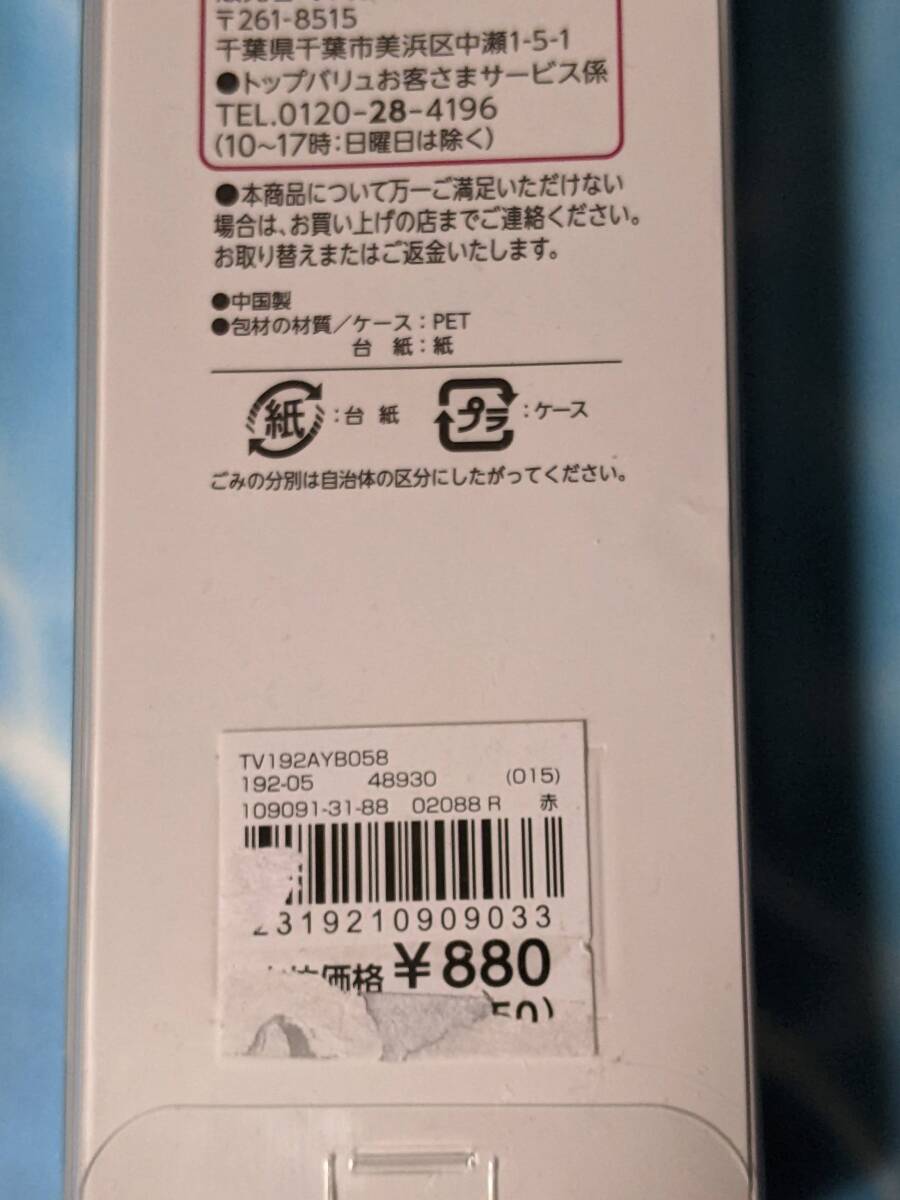 〒261-8515
千葉県千葉市美浜区中瀬1-5-1
●トップバリュお客さまサービス係
TEL.0120-28-4196
(10～17時:日曜日は除く)
●本商品について万一ご満足いただけない
場合は、お買い上げの店までご連絡ください。
お取り替えまたはご返金いたします。
●中国製
●包材の材質／ケース：PET
台 紙：紙
紙 :台 紙 プラ :ケース
ごみの分別は自治体の区分にしたがってください。
TV192AYB058
192-05 48930 (015)
109091-31-88 02088 R 赤
2319210909033
価格 ¥880
50)